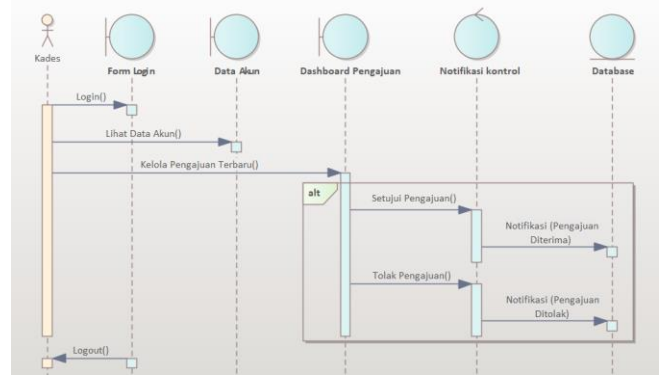 Kades
Form Login
Data Akun
Dashboard Pengajuan
Notifikasi kontrol
Database
Login()
Lihat Data Akun()
Kelola Pengajuan Terbaru()
alt
Setujui Pengajuan()
Notifikasi (Pengajuan
Diterima)
Tolak Pengajuan()
Notifikasi (Pengajuan
Ditolak)
Logout()